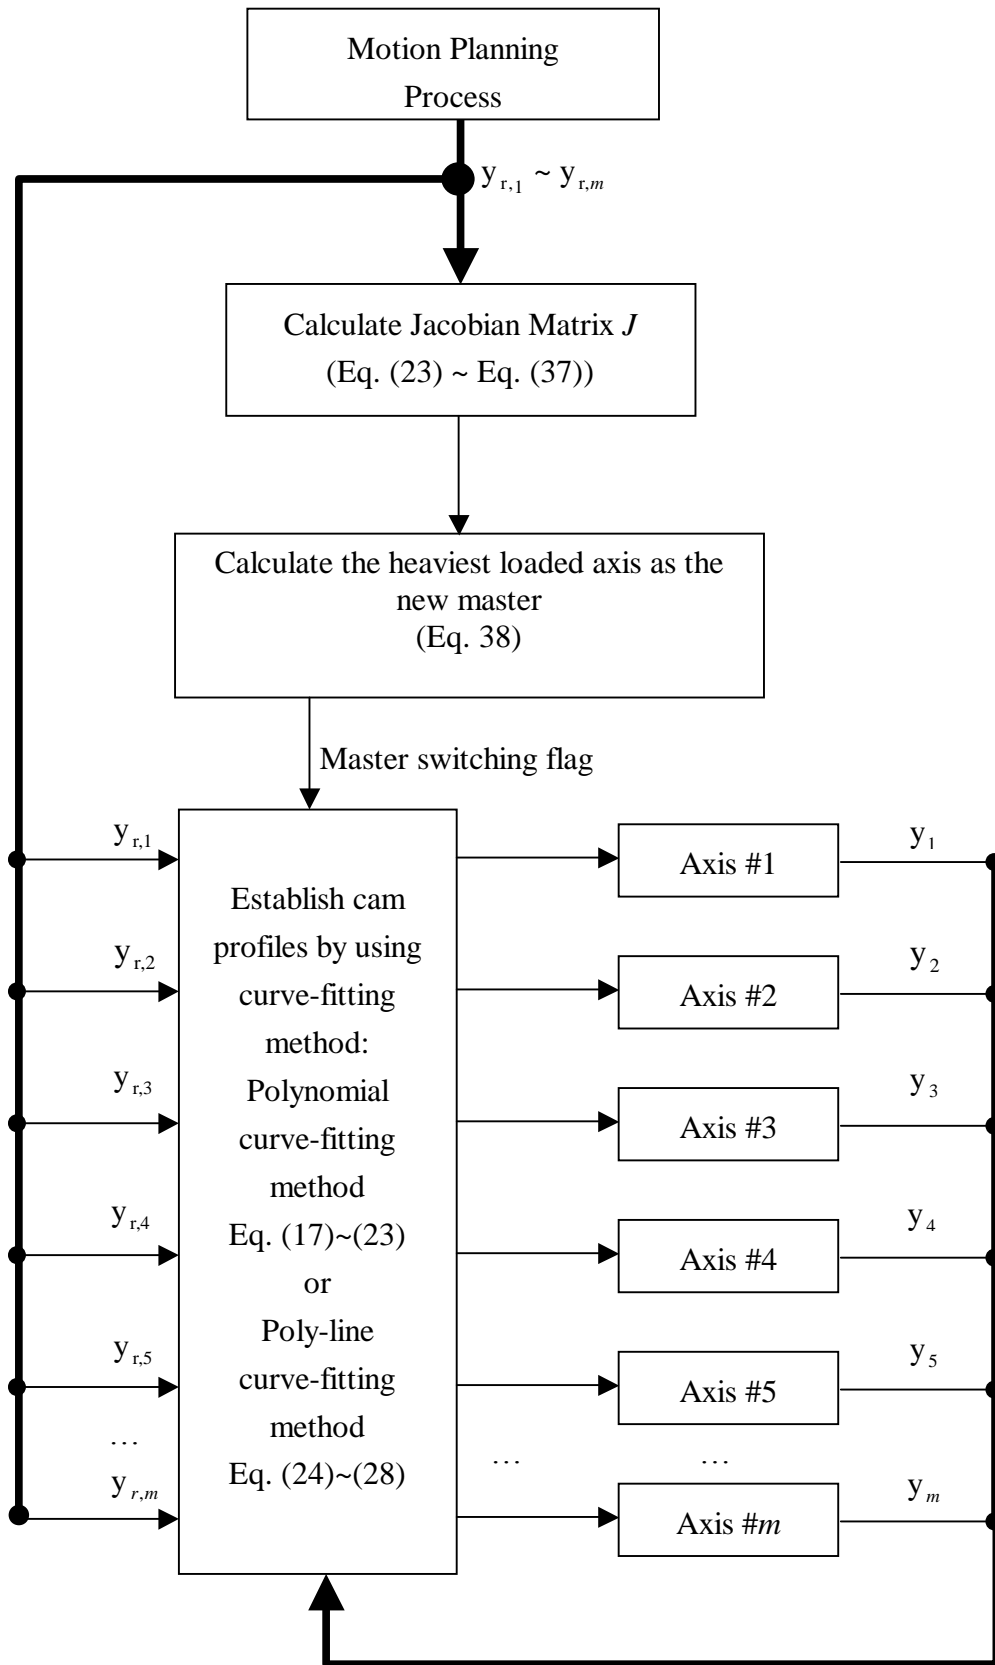 Motion Planning
Process
y r,1 ~ y r,m
Calculate Jacobian Matrix J
(Eq. (23) ~ Eq. (37))
Calculate the heaviest loaded axis as the
new master
(Eq. 38)
Master switching flag
y r,1
y r,2
y r,3
y r,4
y r,5
...
y r,m
Establish cam
profiles by using
curve-fitting
method:
Polynomial
curve-fitting
method
Eq. (17)~(23)
or
Poly-line
curve-fitting
method
Eq. (24)~(28)
...
Axis #1
Axis #2
Axis #3
Axis #4
Axis #5
...
Axis #m
y 1
y 2
y 3
y 4
y 5
y m